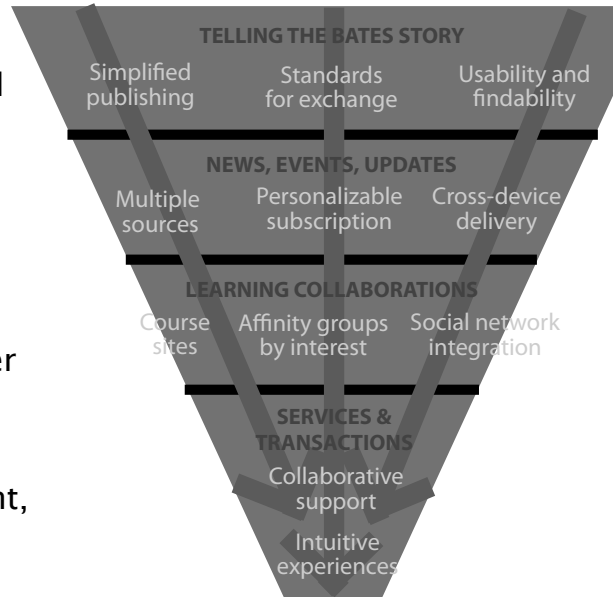 TELLING THE BATES STORY
Simplified
publishing
Standards
for exchange
Usability and
findability
NEWS, EVENTS, UPDATES
Multiple
sources
Personalizable
subscription
Cross-device
delivery
LEARNING COLLABORATIONS
Course
sites
Affinity groups
by interest
Social network
integration
er
SERVICES &
TRANSACTIONS
Collaborative
support
nt,
Intuitive
experiences